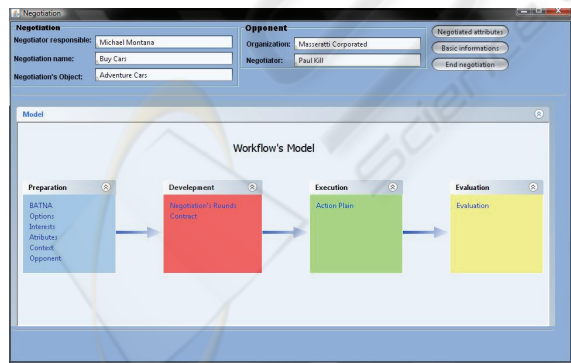 Negotiation
Negotiation
Negotiator responsible: Michael Montana
Negotiation name: Buy Cars
Negotiation's Object: Adventure Cars
Opponent
Organization: Masseratti Corporated
Negotiator: Paul Kill
Negotiated attributes
Basic informations
End negotiation
Model
Workflow's Model
Preparation
BATNA
Options
Interests
Atributes
Context
Opponent
Development
Negotiation's Rounds
Contract
Execution
Action Plain
Evaluation
Evaluation